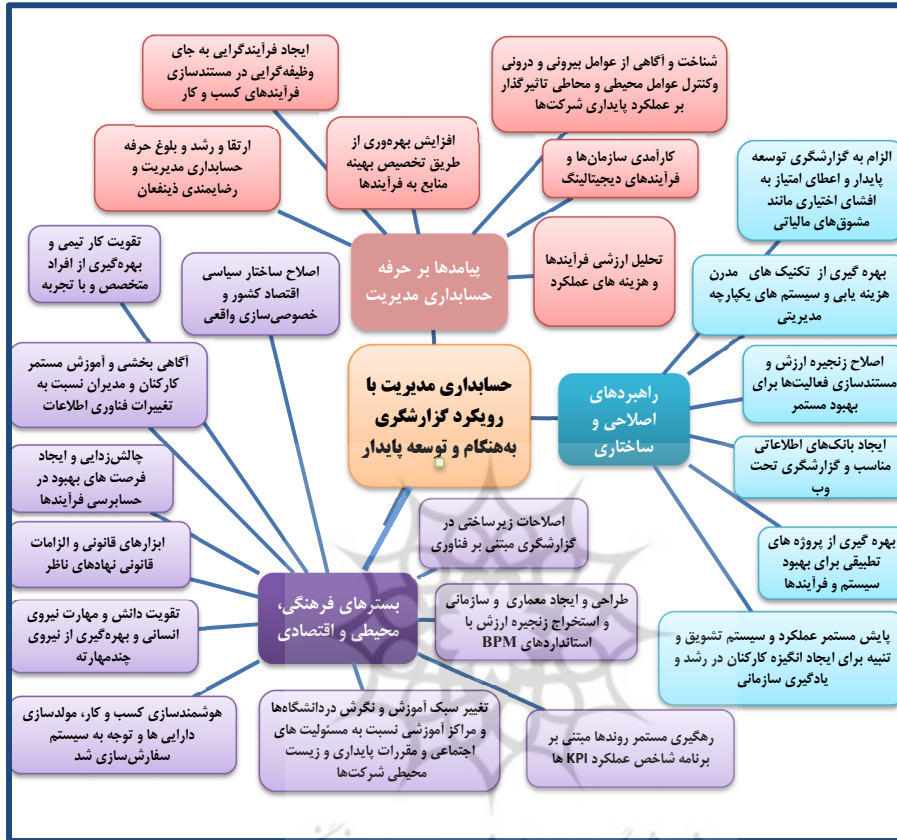 ایجاد فرآیندگرایی به جای
وظیفه‌گرایی در مستندسازی
فرآیندهای کسب و کار
شناخت و آگاهی از عوامل بیرونی و درونی
وکنترل عوامل محیطی و محاطی تاثیرگذار
بر عملکرد پایداری شرکت‌ها
ارتقا و رشد و بلوغ حرفه
حسابداری مدیریت و
رضایمندی ذینفعان
افزایش بهره‌وری از
طریق تخصیص بهینه
منابع به فرآیندها
کارآمدی سازمان‌ها و
فرآیندهای دیجیتالینگ
تحلیل ارزشی فرآیندها
و هزینه های عملکرد
پیامدها بر حرفه
حسابداری مدیریت
الزام به گزارشگری توسعه
پایدار و اعطای امتیاز به
افشای اختیاری مانند
مشوق‌های مالیاتی
بهره گیری از تکنیک های مدرن
هزینه یابی و سیستم های یکپارچه
مدیریتی
اصلاح زنجیره ارزش و
مستندسازی فعالیت‌ها برای
بهبود مستمر
ایجاد بانک‌های اطلاعاتی
مناسب و گزارشگری تحت
وب
بهره گیری از پروژه های
تطبیقی برای بهبود
سیستم و فرآیندها
پایش مستمر عملکرد و سیستم تشویق و
تنبیه برای ایجاد انگیزه کارکنان در رشد و
یادگیری سازمانی
راهبردهای
اصلاحی و
ساختاری
حسابداری مدیریت با
رویکرد گزارشگری
به‌هنگام و توسعه پایدار
اصلاح ساختار سیاسی
اقتصاد کشور و
خصوصی‌سازی واقعی
تقویت کار تیمی و
بهره‌گیری از افراد
متخصص و با تجربه
آگاهی بخشی و آموزش مستمر
کارکنان و مدیران نسبت به
تغییرات فناوری اطلاعات
چالش‌زدایی و ایجاد
فرصت های بهبود در
حسابرسی فرآیندها
ابزارهای قانونی و الزامات
قانونی نهادهای ناظر
تقویت دانش و مهارت نیروی
انسانی و بهره‌گیری از نیروی
چندمهارته
هوشمندسازی کسب و کار، مولدسازی
دارایی ها و توجه به سیستم
سفارش‌سازی شد
بسترهای فرهنگی،
محیطی و اقتصادی
اصلاحات زیرساختی در
گزارشگری مبتنی بر فناوری
طراحی و ایجاد معماری و سازمانی
و استخراج زنجیره ارزش با
استانداردهای BPM
تغییر سبک آموزش و نگرش دردانشگاه‌ها
و مراکز آموزشی نسبت به مسئولیت های
اجتماعی و مقررات پایداری و زیست
محیطی شرکت‌ها
رهگیری مستمر روندها مبتنی بر
برنامه شاخص عملکرد KPI ها